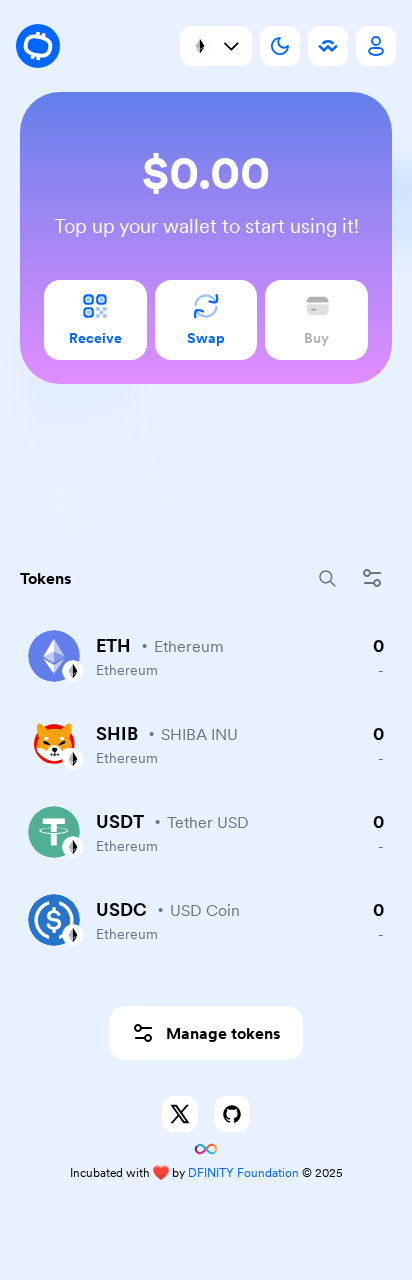 $0.00
Top up your wallet to start using it!
Receive
Swap
Buy
Tokens
ETH • Ethereum
0
Ethereum
-
SHIB • SHIBA INU
0
Ethereum
-
USDT • Tether USD
0
Ethereum
-
USDC • USD Coin
0
Ethereum
-
Manage tokens
Incubated with ❤️ by DFINITY Foundation © 2025